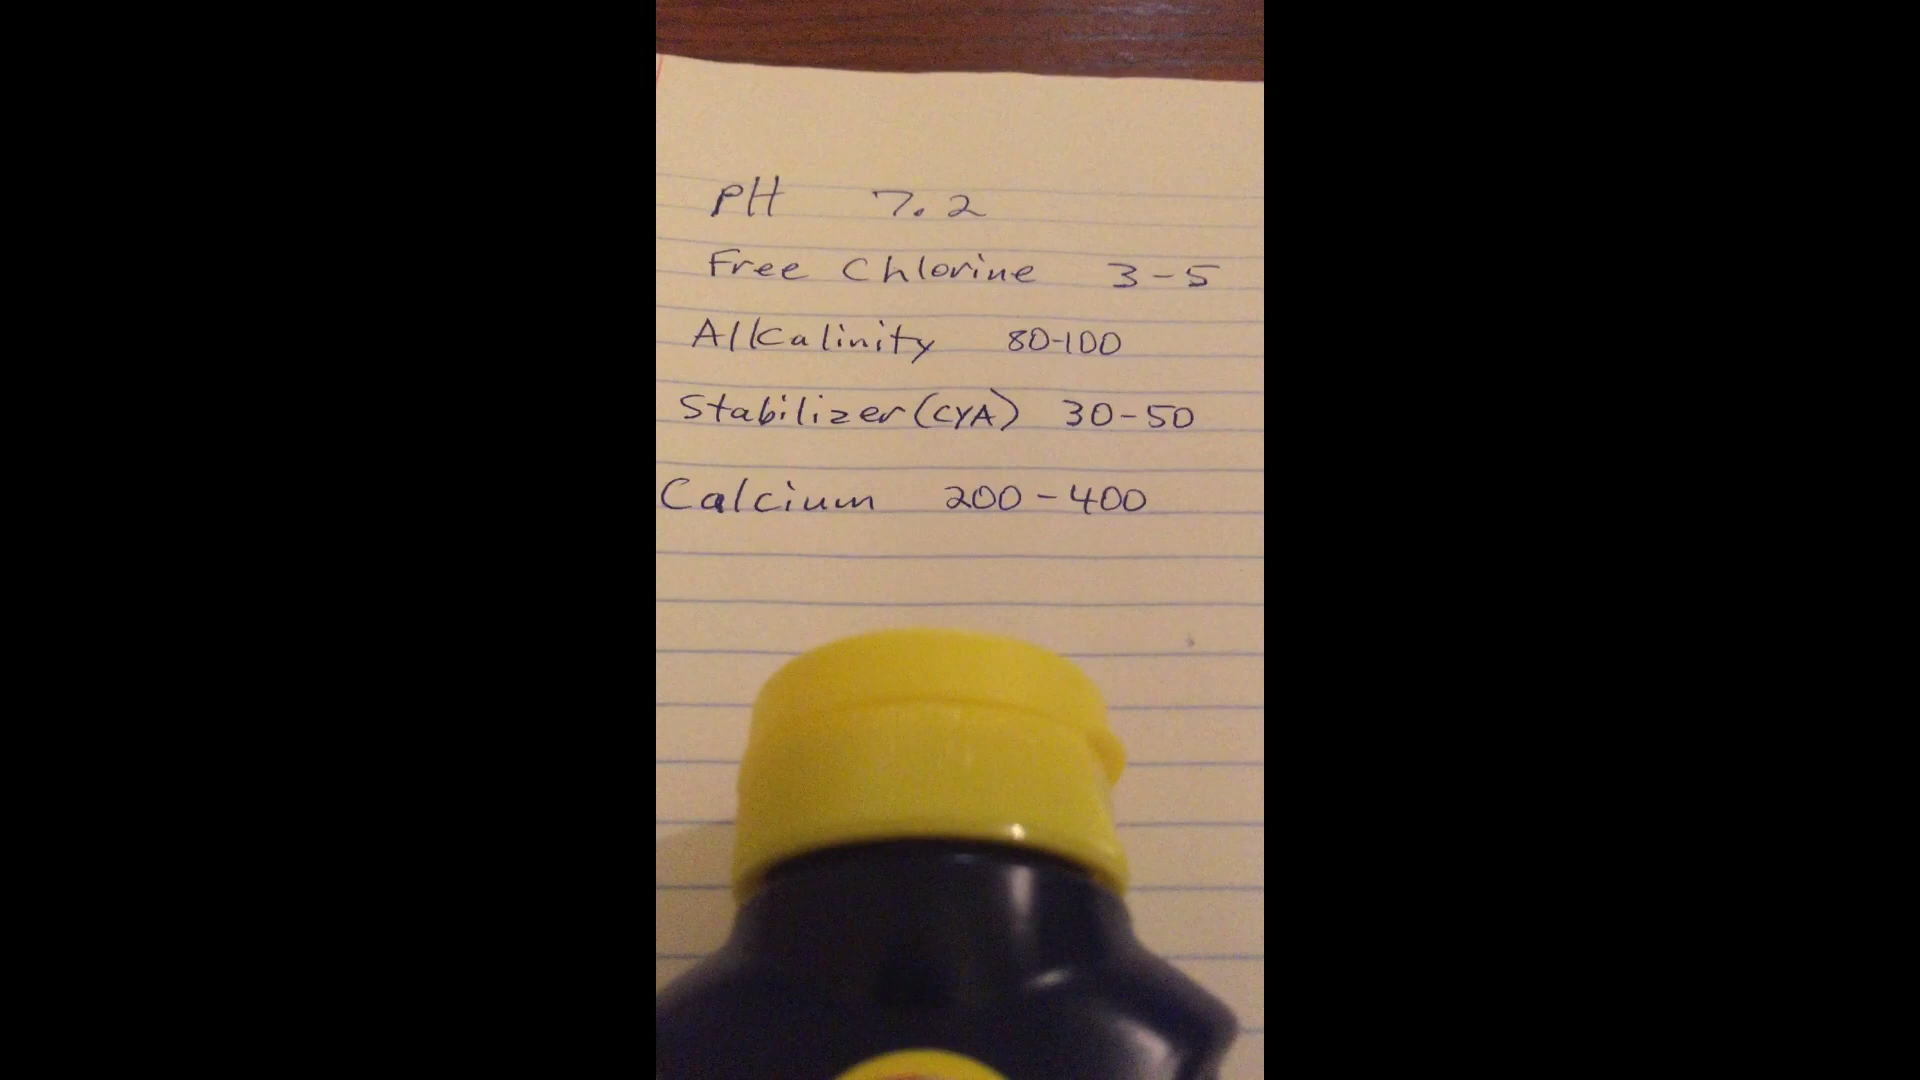 pH 7.2
Free Chlorine 3-5
Alkalinity 80-100
Stabilizer (CYA) 30-50
Calcium 200-400